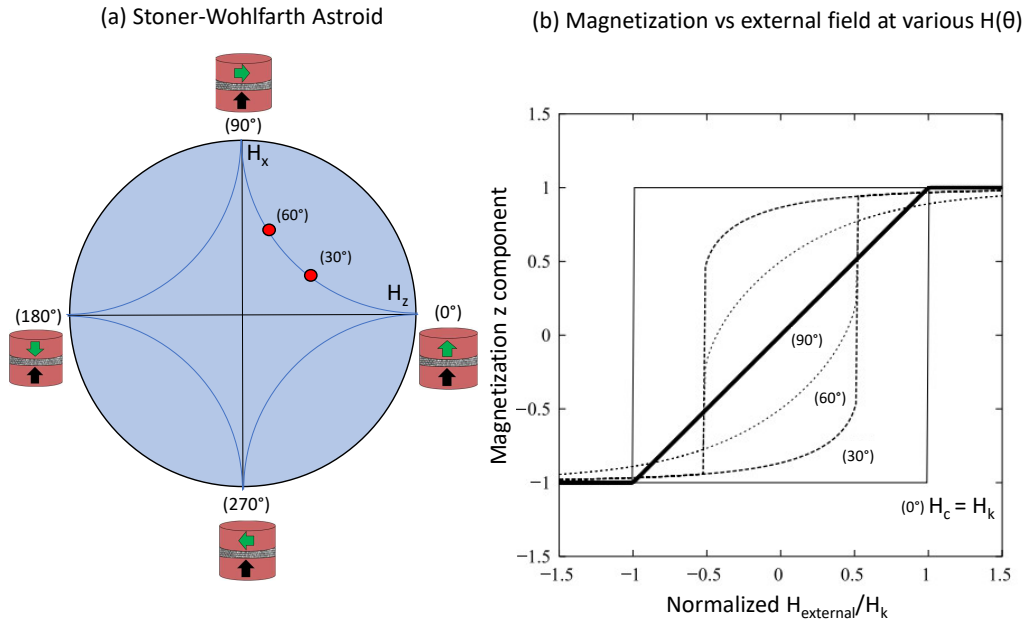 (a) Stoner-Wohlfarth Astroid
(90°)
Hx
(60°)
(30°)
Hz
(180°)
(0°)
(270°)
(b) Magnetization vs external field at various H(θ)
Magnetization z component
1.5
1
0.5
0
−0.5
−1
−1.5
(90°)
(60°)
(30°)
(0°) Hc = Hk
−1.5 −1 −0.5 0 0.5 1 1.5
Normalized Hexternal/Hk